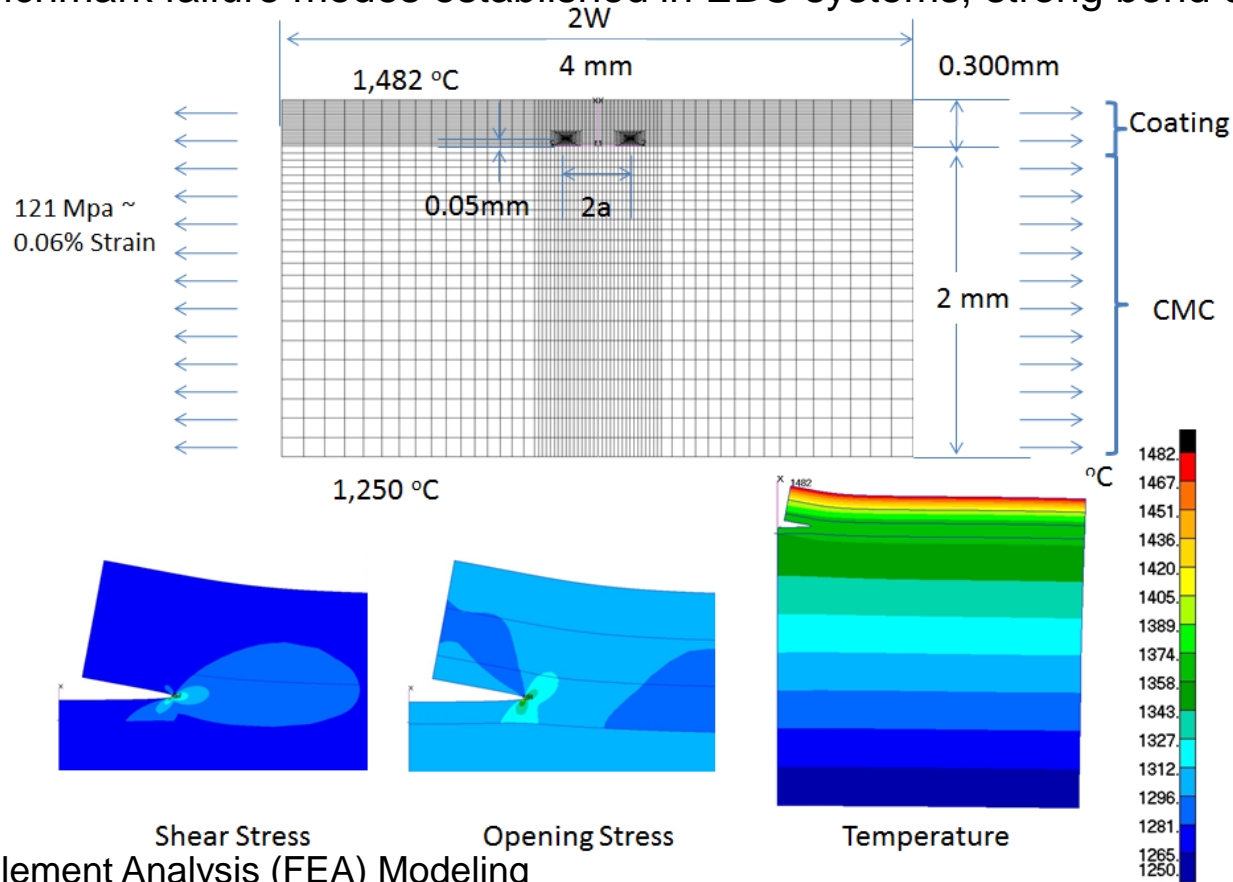 2W
4 mm
1,482 °C
0.300mm
Coating
0.05mm
2a
121 Mpa ~
0.06% Strain
2 mm
CMC
1,250 °C
°C
x 1482
1482.
1467.
1451.
1436.
1420.
1405.
1389.
1374.
1358.
1343.
1327.
1312.
1296.
1281.
1265.
1250.
x
x
Shear Stress
Opening Stress
Temperature
lement Analysis (FEA) Modeling